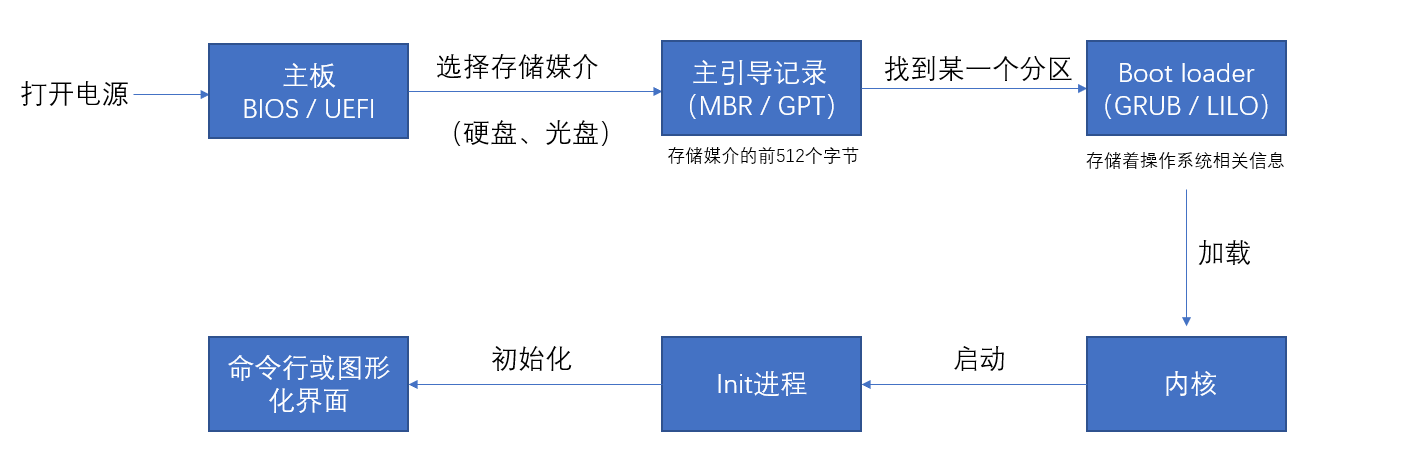 打开电源
主板
BIOS / UEFI
选择存储媒介
（硬盘、光盘）
主引导记录
（MBR / GPT）
存储媒介的前512个字节
找到某一个分区
Boot loader
（GRUB / LILO）
存储着操作系统相关信息
加载
内核
启动
Init进程
初始化
命令行或图形
化界面